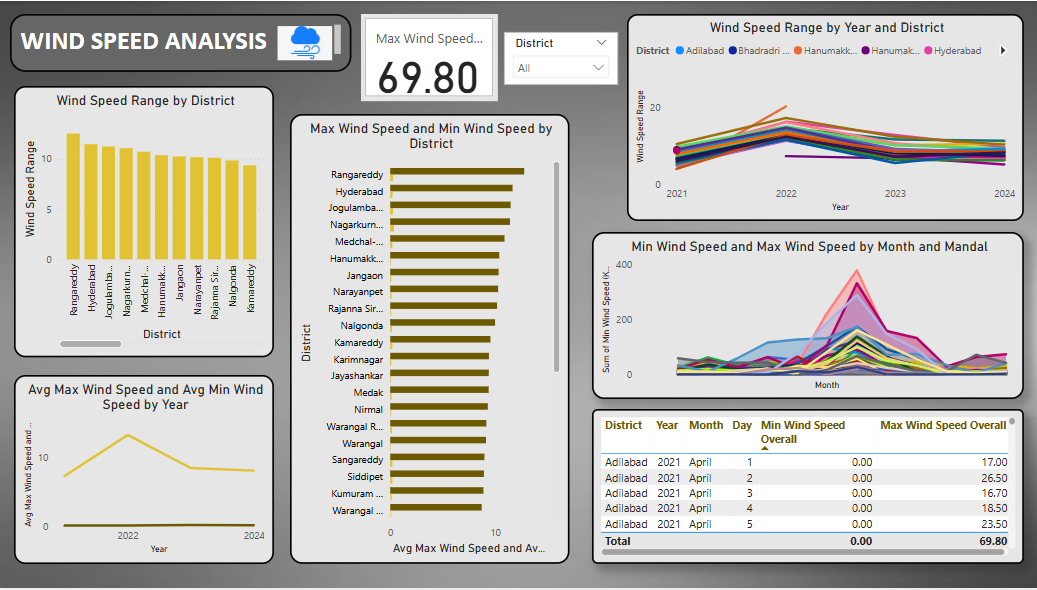 WIND SPEED ANALYSIS
Max Wind Speed...
69.80
District
All
Wind Speed Range by District
Wind Speed Range
10
5
0
Rangareddy
Hyderabad
Jogulamba...
Nagarkurn...
Medchal-...
Hanumakk...
Jangaon
Narayanpet
Rajanna Sir...
Nalgonda
Kamareddy
District
Avg Max Wind Speed and Avg Min Wind
Speed by Year
Avg Max Wind Speed and ...
10
0
2022
2024
Year
Max Wind Speed and Min Wind Speed by
District
District
Rangareddy
Hyderabad
Jogulamba...
Nagarkurn...
Medchal-...
Hanumakk...
Jangaon
Narayanpet
Rajanna Sir...
Nalgonda
Kamareddy
Karimnagar
Jayashankar
Medak
Nirmal
Warangal R...
Warangal
Sangareddy
Siddipet
Kumuram ...
Warangal ...
0 10
Avg Max Wind Speed and Av...
Wind Speed Range by Year and District
District Adilabad Bhadradri ... Hanumakk... Hanumak... Hyderabad
Wind Speed Range
20
0
2021 2022 2023 2024
Year
Min Wind Speed and Max Wind Speed by Month and Mandal
Sum of Min Wind Speed (K...
400
200
0
Month
District Year Month Day Min Wind Speed Overall Max Wind Speed Overall
Adilabad 2021 April 1 0.00 17.00
Adilabad 2021 April 2 0.00 26.50
Adilabad 2021 April 3 0.00 16.70
Adilabad 2021 April 4 0.00 18.50
Adilabad 2021 April 5 0.00 23.50
Total 0.00 69.80